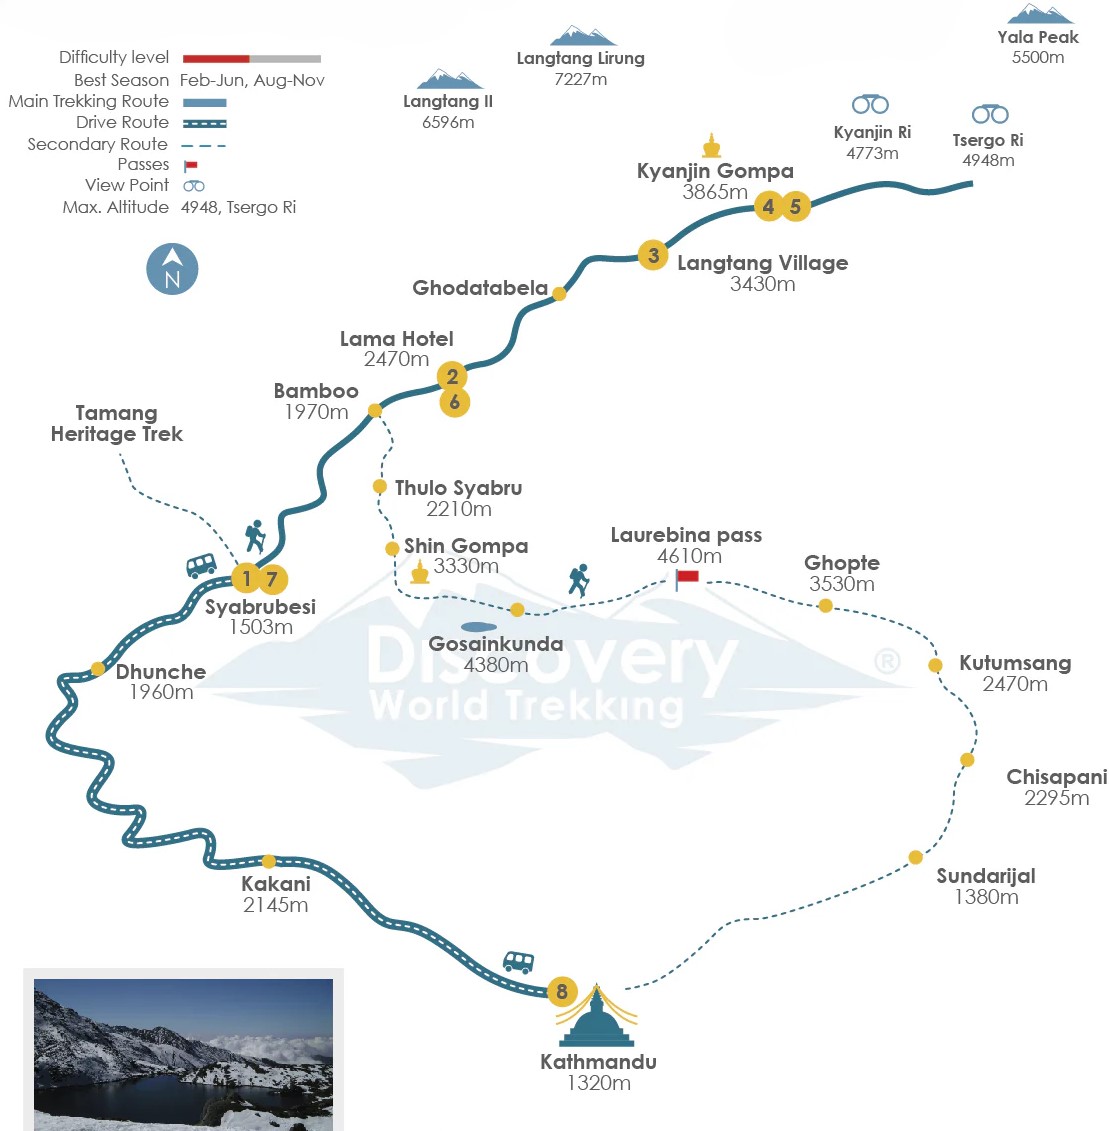 Difficulty level
Best Season Feb-Jun, Aug-Nov
Main Trekking Route
Drive Route
Secondary Route
Passes
View Point
Max. Altitude 4948, Tsergo Ri
N
Langtang II
6596m
Langtang Lirung
7227m
Yala Peak
5500m
Kyanjin Ri
4773m
Tsergo Ri
4948m
Kyanjin Gompa
3865m
4 5
3
Langtang Village
3430m
Ghodatabela
Lama Hotel
2470m
2
6
Bamboo
1970m
Tamang
Heritage Trek
Thulo Syabru
2210m
Shin Gompa
3330m
Laurebina pass
4610m
Ghopte
3530m
1 7
Syabrubesi
1503m
Gosainkunda
4380m
Discovery ®
World Trekking
Dhunche
1960m
Kutumsang
2470m
Chisapani
2295m
Kakani
2145m
Sundarijal
1380m
8
Kathmandu
1320m